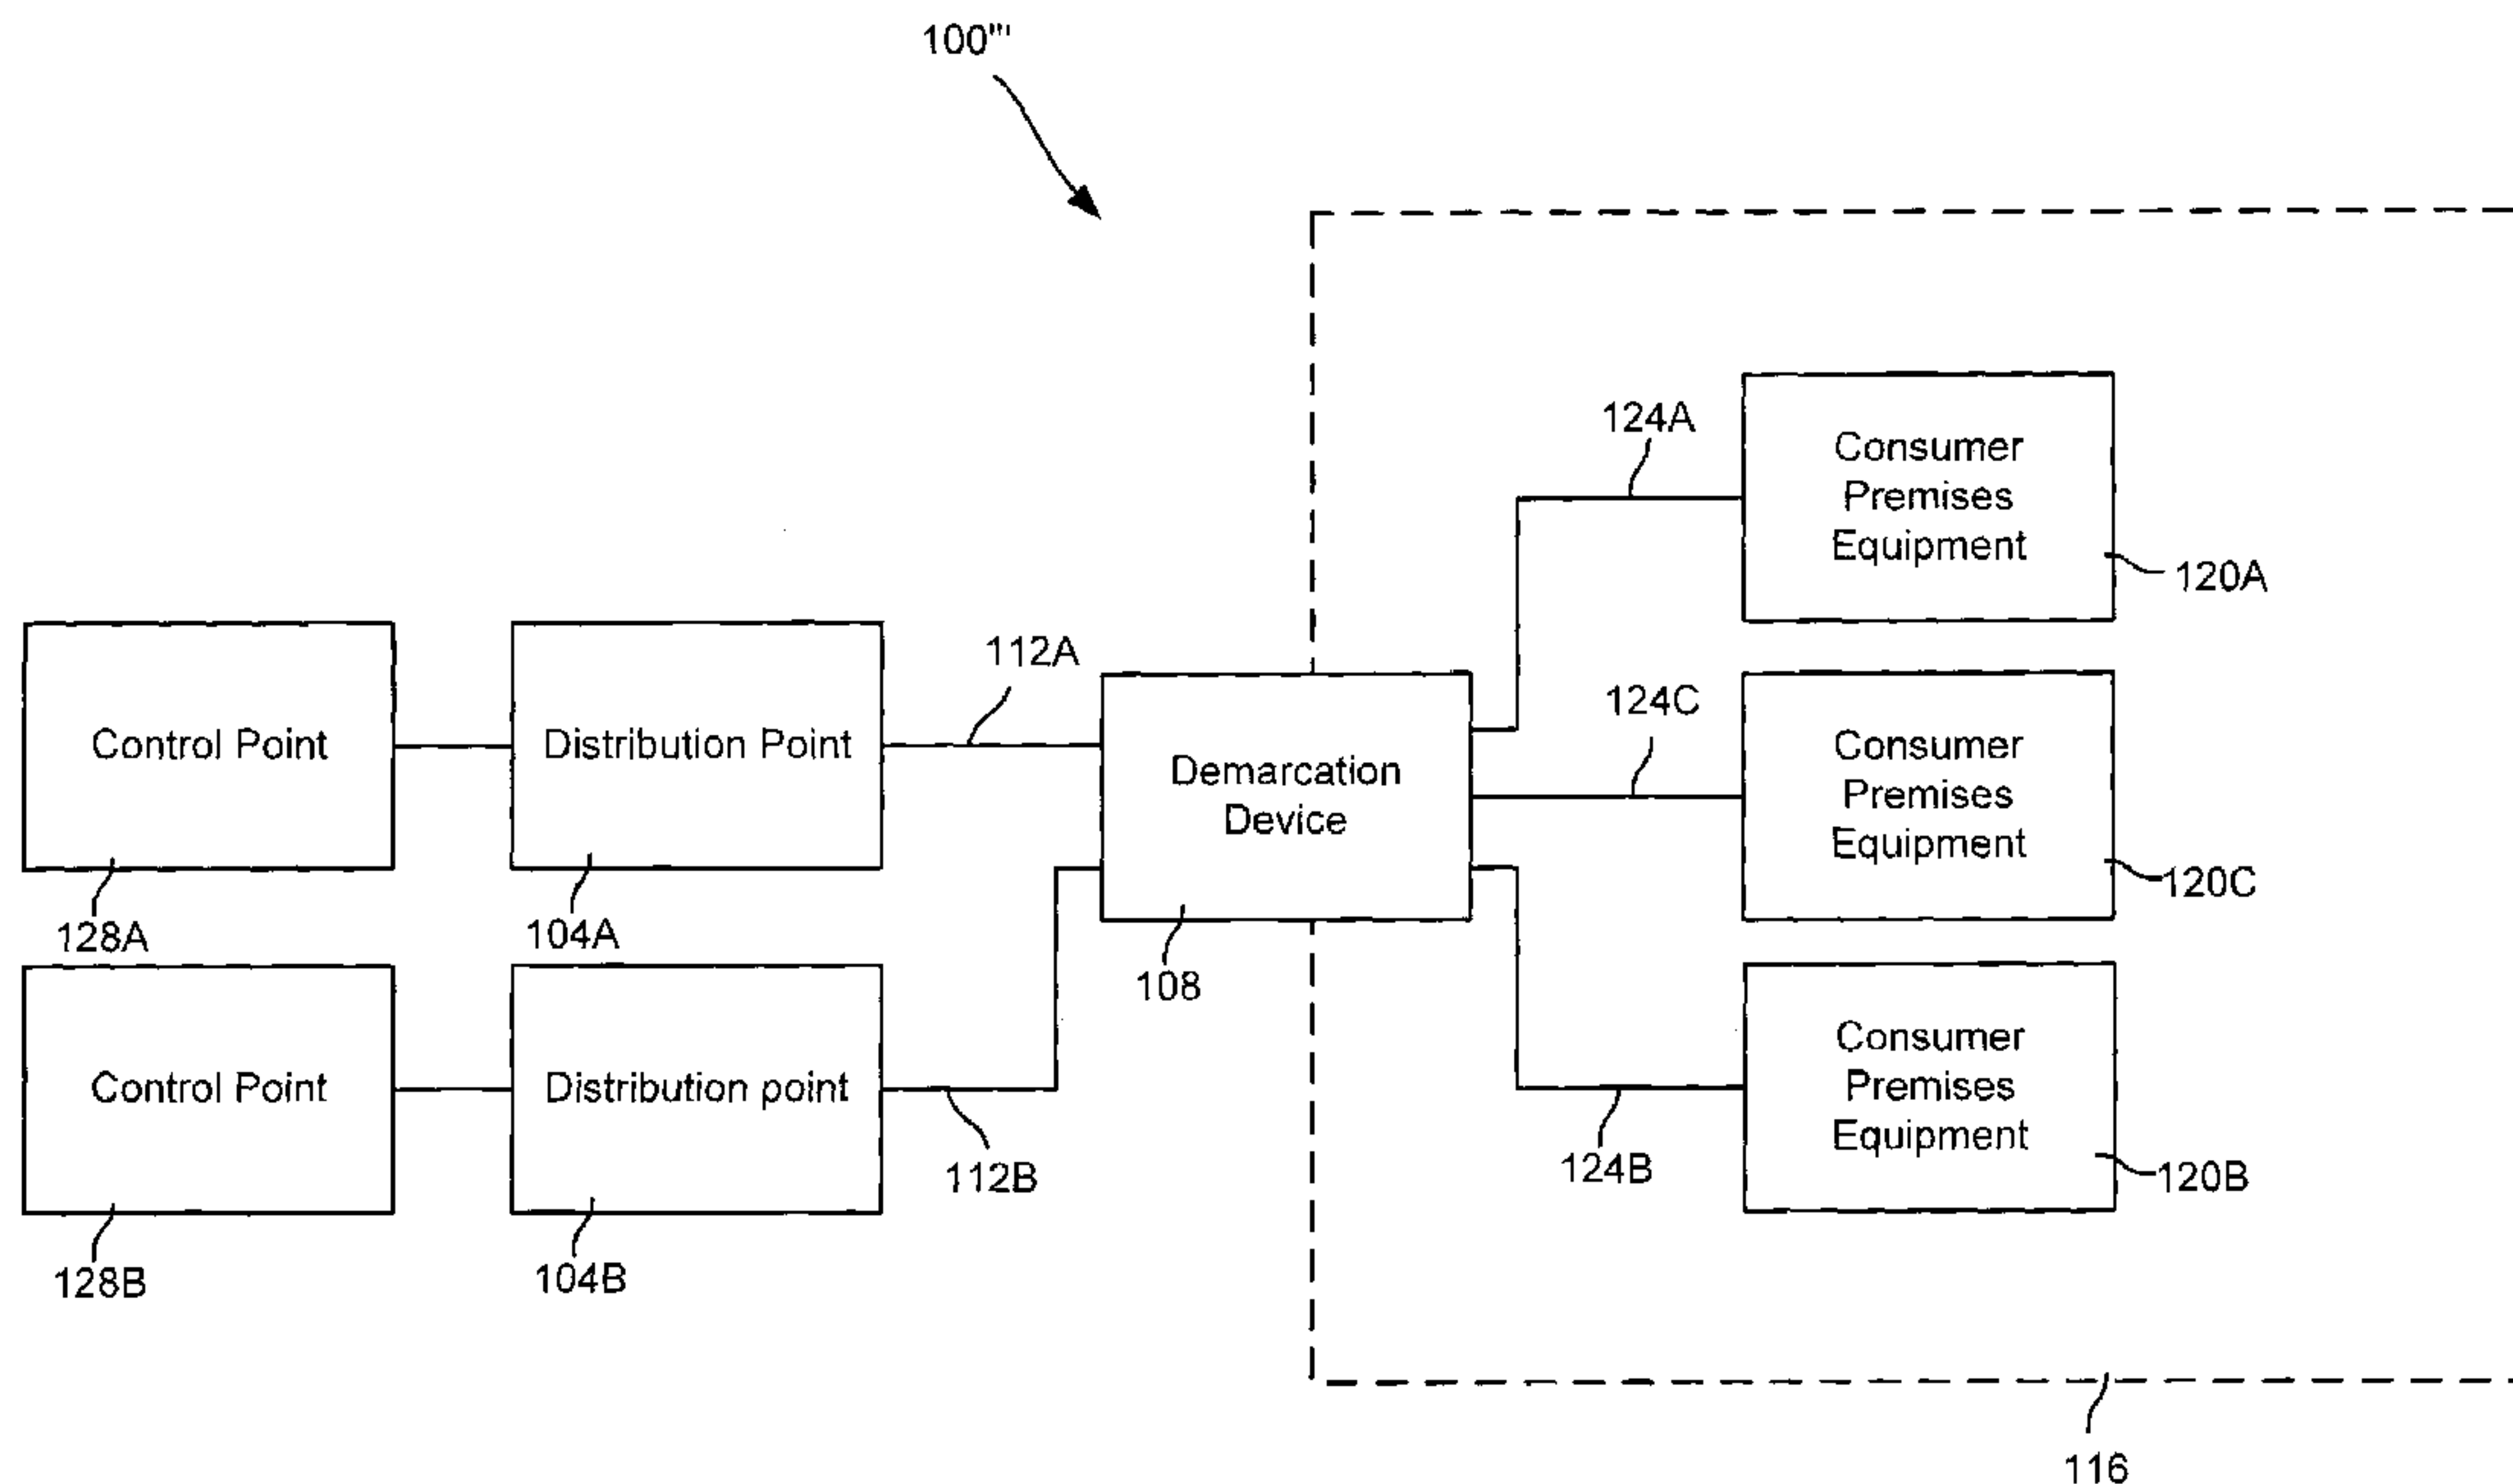 100'''
124A
Consumer
Premises
Equipment
120A
112A
124C
Control Point
Distribution Point
Demarcation
Device
Consumer
Premises
Equipment
128A
104A
108
120C
Control Point
Distribution point
112B
124B
Consumer
Premises
Equipment
120B
128B
104B
116